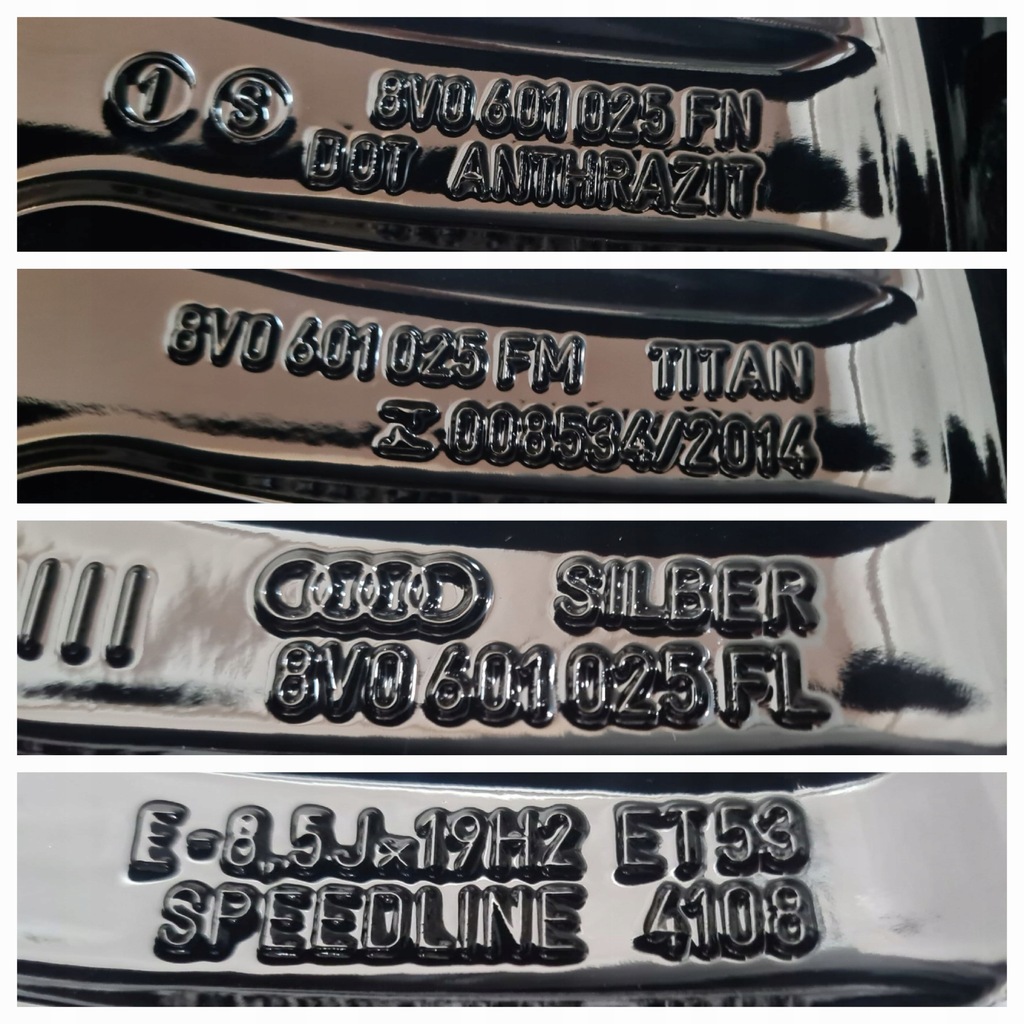 1 S 8V0 601 025 FN
DOT ANTHRAZIT
8V0 601 025 FM TITAN
Z 008534/2014
SILBER
8V0 601 025 FL
E-8.5Jx19H2 ET53
SPEEDLINE 4108